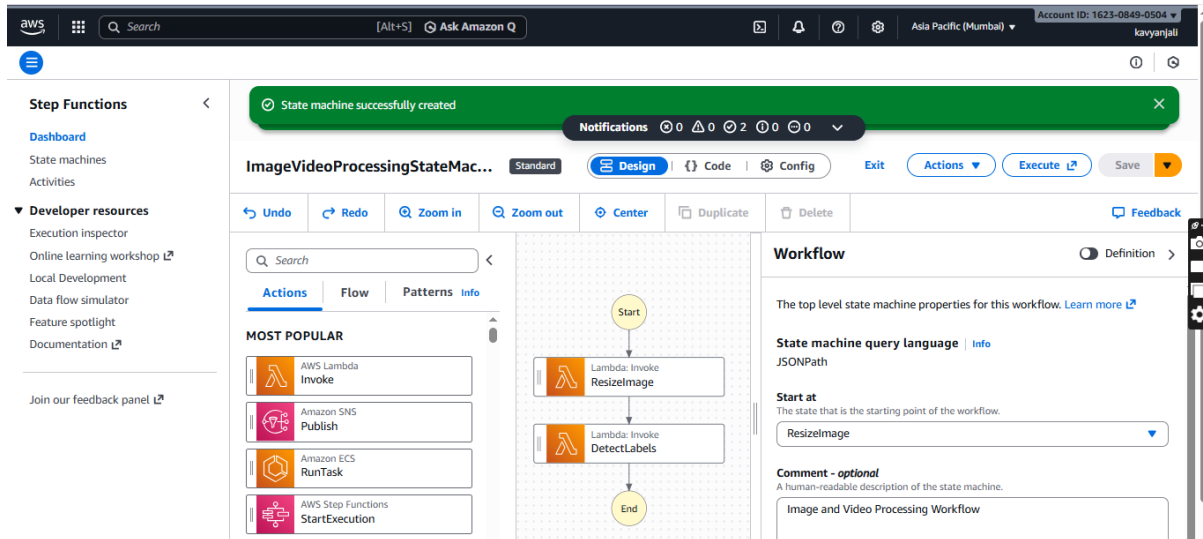 aws
Search [Alt+S] Ask Amazon Q
Asia Pacific (Mumbai) ▼
Account ID: 1623-0849-0504 ▼
kavyanjali
Step Functions
Dashboard
State machines
Activities
▼ Developer resources
Execution inspector
Online learning workshop
Local Development
Data flow simulator
Feature spotlight
Documentation
Join our feedback panel
State machine successfully created
Notifications 0 0 2 0 0
ImageVideoProcessingStateMac... Standard Design {} Code Config Exit Actions ▼ Execute Save ▼
Undo Redo Zoom in Zoom out Center Duplicate Delete Feedback
Search
Actions Flow Patterns Info
MOST POPULAR
AWS Lambda
Invoke
Amazon SNS
Publish
Amazon ECS
RunTask
AWS Step Functions
StartExecution
Start
Lambda: Invoke
ResizeImage
Lambda: Invoke
DetectLabels
End
Workflow Definition
The top level state machine properties for this workflow. Learn more
State machine query language Info
JSONPath
Start at
The state that is the starting point of the workflow.
ResizeImage
Comment - optional
A human-readable description of the state machine.
Image and Video Processing Workflow